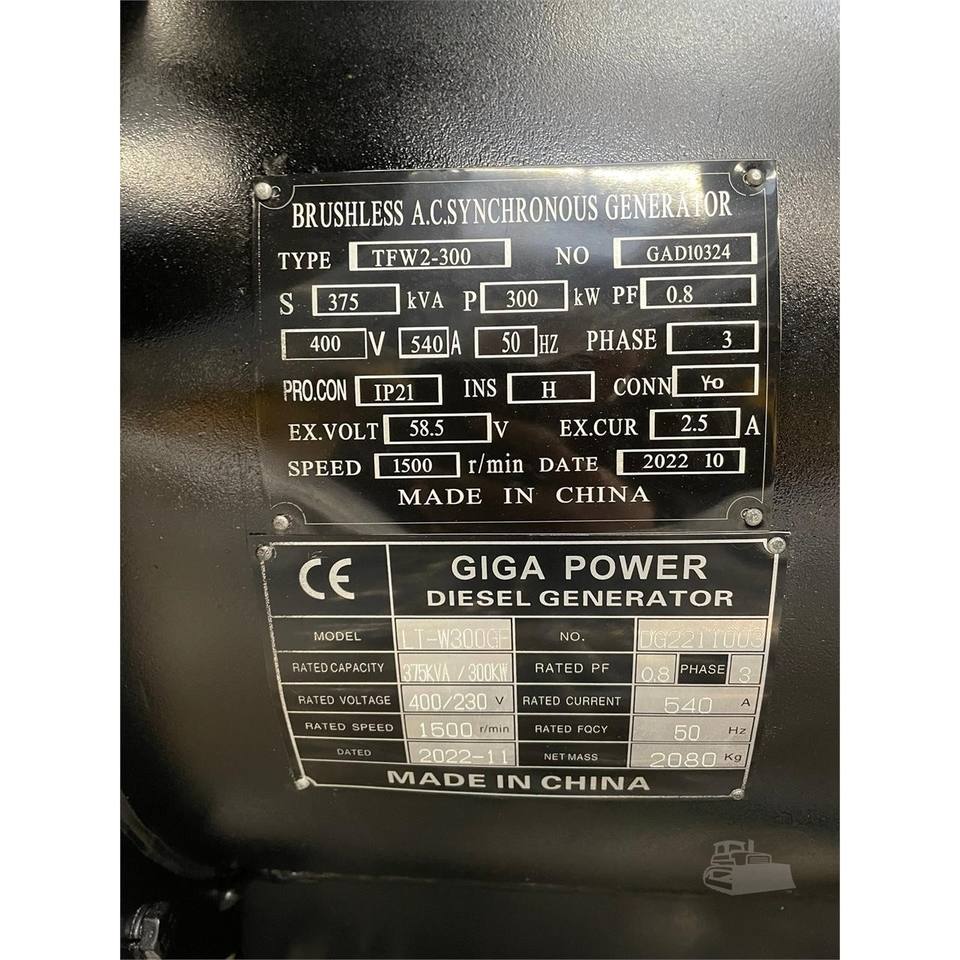 BRUSHLESS A.C.SYNCHRONOUS GENERATOR
TYPE TFW2-300 NO GAD10324
S 375 kVA P 300 kW PF 0.8
400 V 540 A 50 HZ PHASE 3
PRO.CON IP21 INS H CONN Y-o
EX.VOLT 58.5 V EX.CUR 2.5 A
SPEED 1500 r/min DATE 2022 10
MADE IN CHINA
CE GIGA POWER
DIESEL GENERATOR
MODEL LT-W300GF NO. DG2211003
RATED CAPACITY 375KVA / 300KW RATED PF 0.8 PHASE 3
RATED VOLTAGE 400/230 V RATED CURRENT 540 A
RATED SPEED 1500 r/min RATED FQCY 50 Hz
DATED 2022-11 NET MASS 2080 Kg
MADE IN CHINA